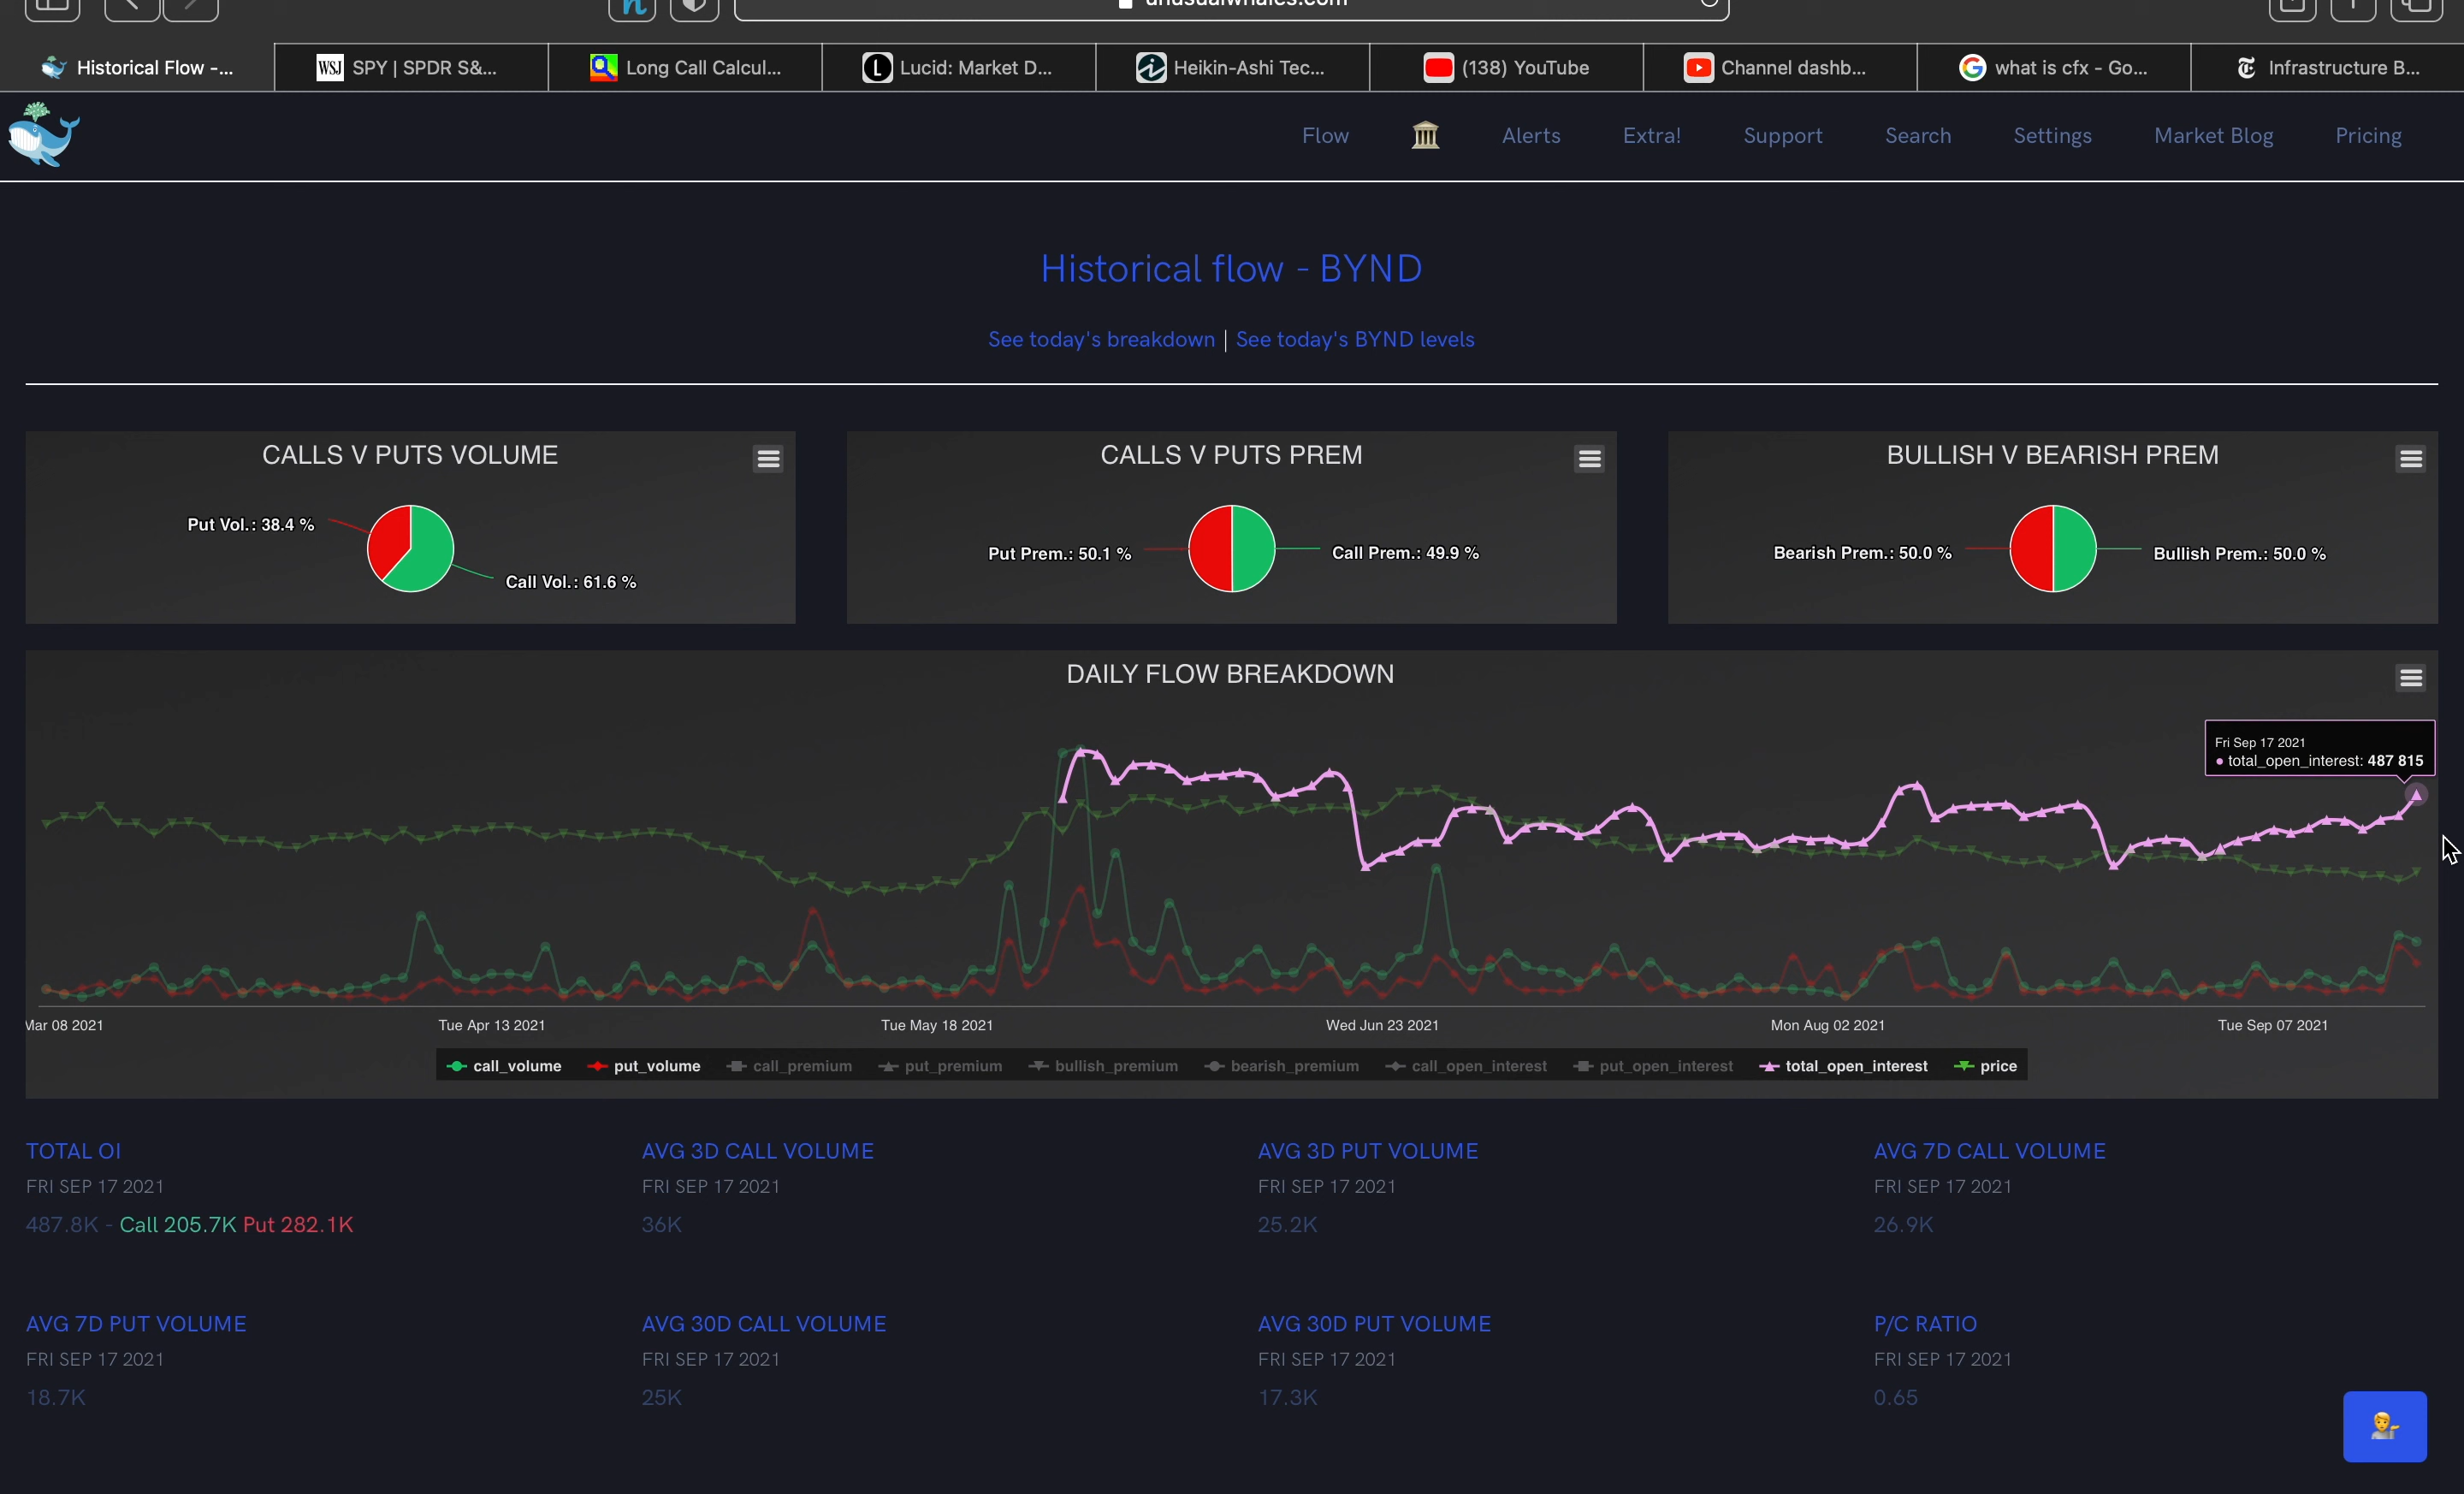 unusualwhales.com
Historical Flow -...
WSJ SPY | SPDR S&...
Long Call Calcul...
L Lucid: Market D...
Heikin-Ashi Tec...
(138) YouTube
Channel dashb...
G what is cfx - Go...
Infrastructure B...
Flow Alerts Extra! Support Search Settings Market Blog Pricing
Historical flow - BYND
See today's breakdown | See today's BYND levels
CALLS V PUTS VOLUME
Put Vol.: 38.4 %
Call Vol.: 61.6 %
CALLS V PUTS PREM
Put Prem.: 50.1 %
Call Prem.: 49.9 %
BULLISH V BEARISH PREM
Bearish Prem.: 50.0 %
Bullish Prem.: 50.0 %
DAILY FLOW BREAKDOWN
Fri Sep 17 2021
total_open_interest: 487 815
Mar 08 2021 Tue Apr 13 2021 Tue May 18 2021 Wed Jun 23 2021 Mon Aug 02 2021 Tue Sep 07 2021
call_volume put_volume call_premium put_premium bullish_premium bearish_premium call_open_interest put_open_interest total_open_interest price
TOTAL OI
FRI SEP 17 2021
487.8K - Call 205.7K Put 282.1K
AVG 3D CALL VOLUME
FRI SEP 17 2021
36K
AVG 3D PUT VOLUME
FRI SEP 17 2021
25.2K
AVG 7D CALL VOLUME
FRI SEP 17 2021
26.9K
AVG 7D PUT VOLUME
FRI SEP 17 2021
18.7K
AVG 30D CALL VOLUME
FRI SEP 17 2021
25K
AVG 30D PUT VOLUME
FRI SEP 17 2021
17.3K
P/C RATIO
FRI SEP 17 2021
0.65